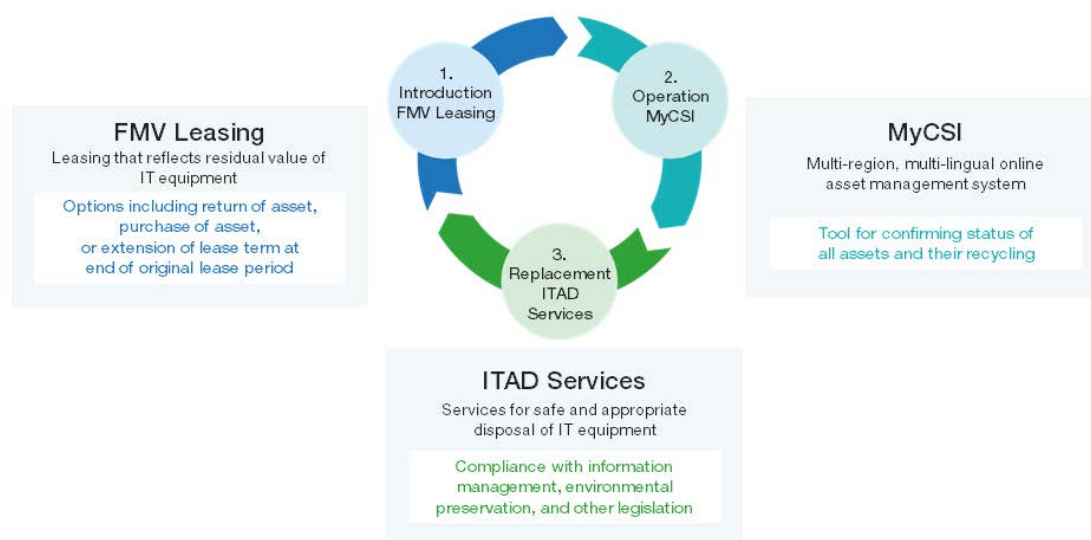 1.
Introduction
FMV Leasing
2.
Operation
MyCSI
3.
Replacement
ITAD
Services
FMV Leasing
Leasing that reflects residual value of
IT equipment
Options including return of asset,
purchase of asset,
or extension of lease term at
end of original lease period
MyCSI
Multi-region, multi-lingual online
asset management system
Tool for confirming status of
all assets and their recycling
ITAD Services
Services for safe and appropriate
disposal of IT equipment
Compliance with information
management, environmental
preservation, and other legislation